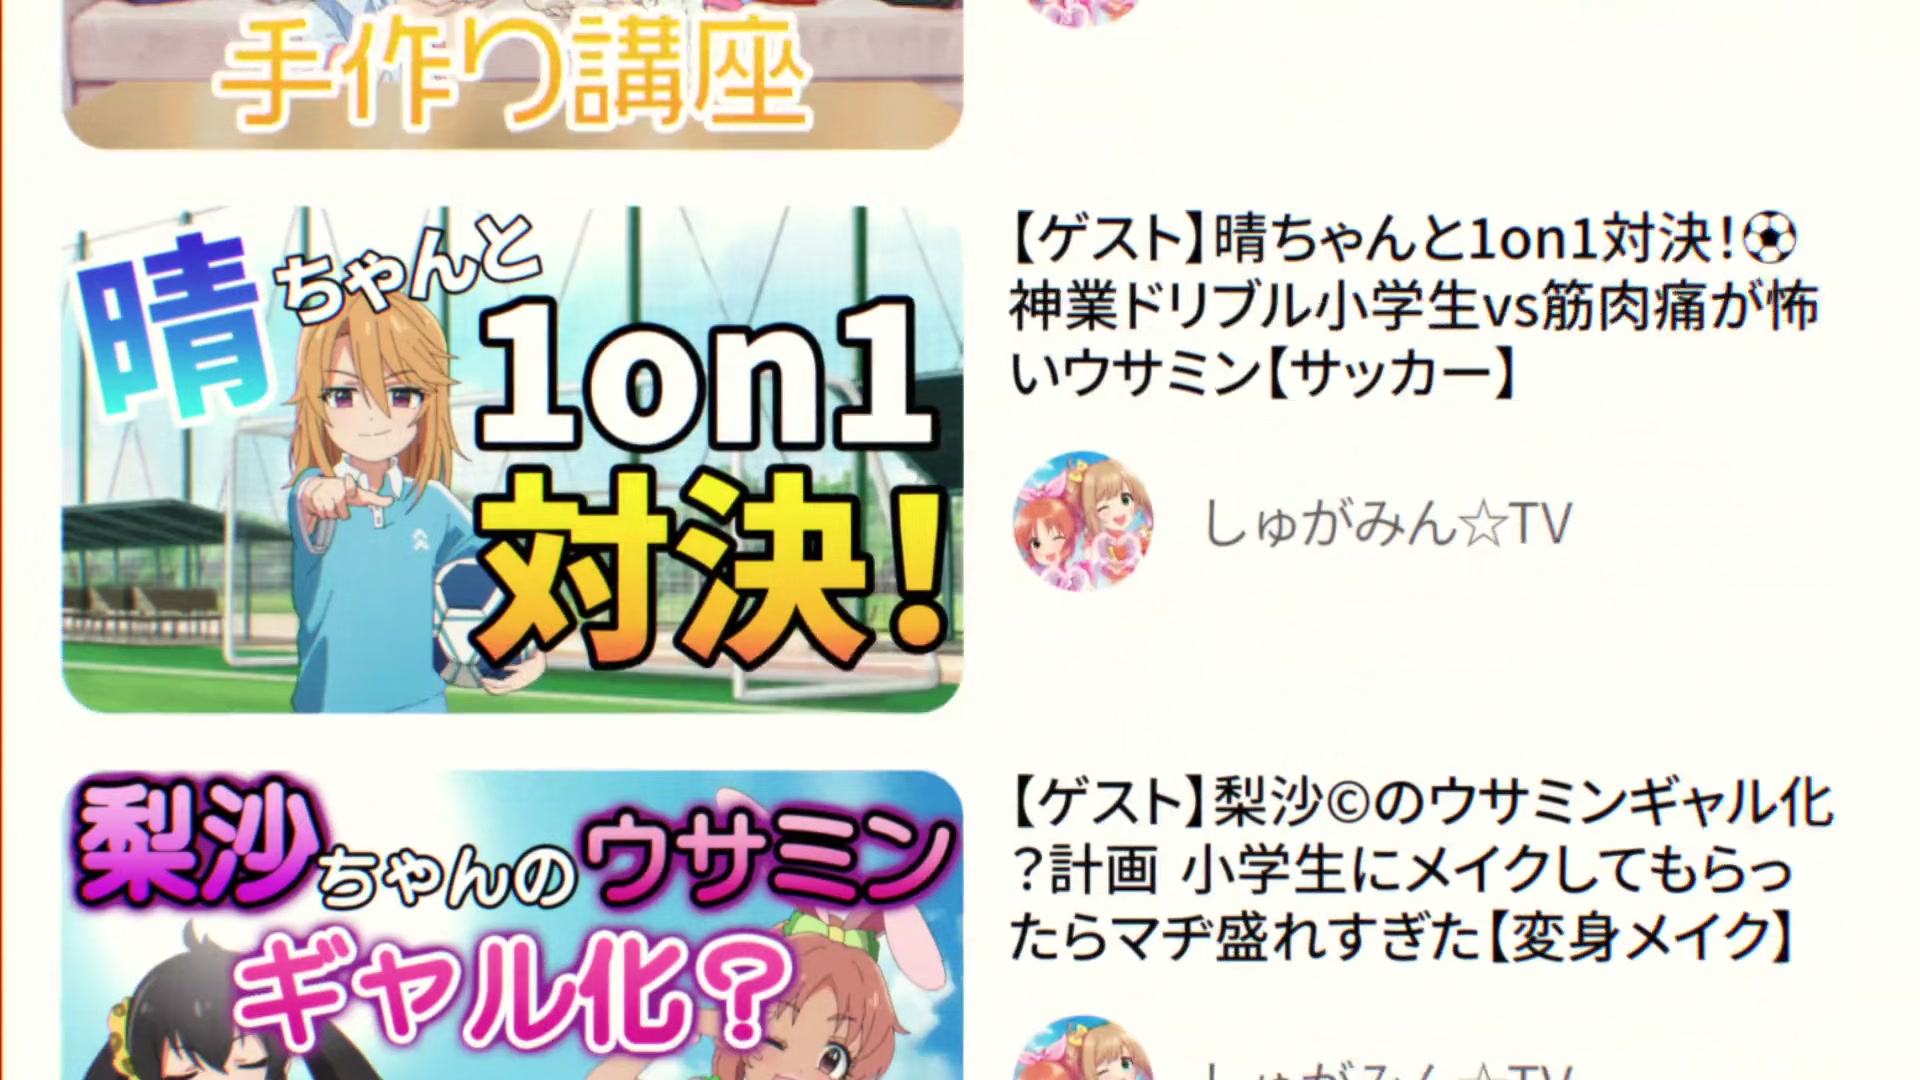 手作り講座
晴ちゃんと
1on1
対決!
【ゲスト】晴ちゃんと1on1対決!⚽
神業ドリブル小学生vs筋肉痛が怖
いウサミン【サッカー】
しゅがみん☆TV
梨沙ちゃんのウサミン
ギャル化?
【ゲスト】梨沙©のウサミンギャル化
?計画 小学生にメイクしてもらっ
たらマヂ盛れすぎた【変身メイク】
しゅがみん☆TV